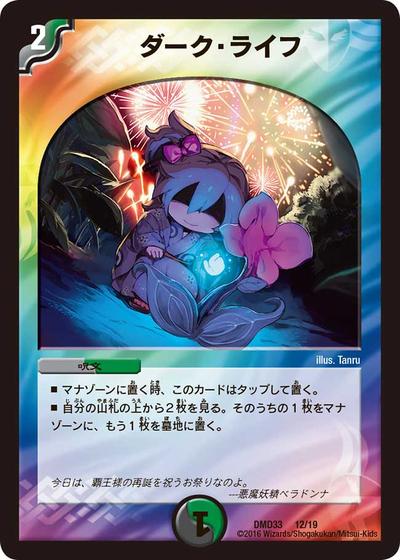 2
ダーク・ライフ
illus. Tanru
呪文
■ マナゾーンに置く時、このカードはタップして置く。
■ 自分の山札の上から2枚を見る。そのうちの1枚をマナ
ゾーンに、もう1枚を墓地に置く。
今日は、覇王様の再誕を祝うお祭りなのよ。
---悪魔妖精ベラドンナ
1
DMD33 12/19
©2016 Wizards/Shogakukan/Mitsui-Kids